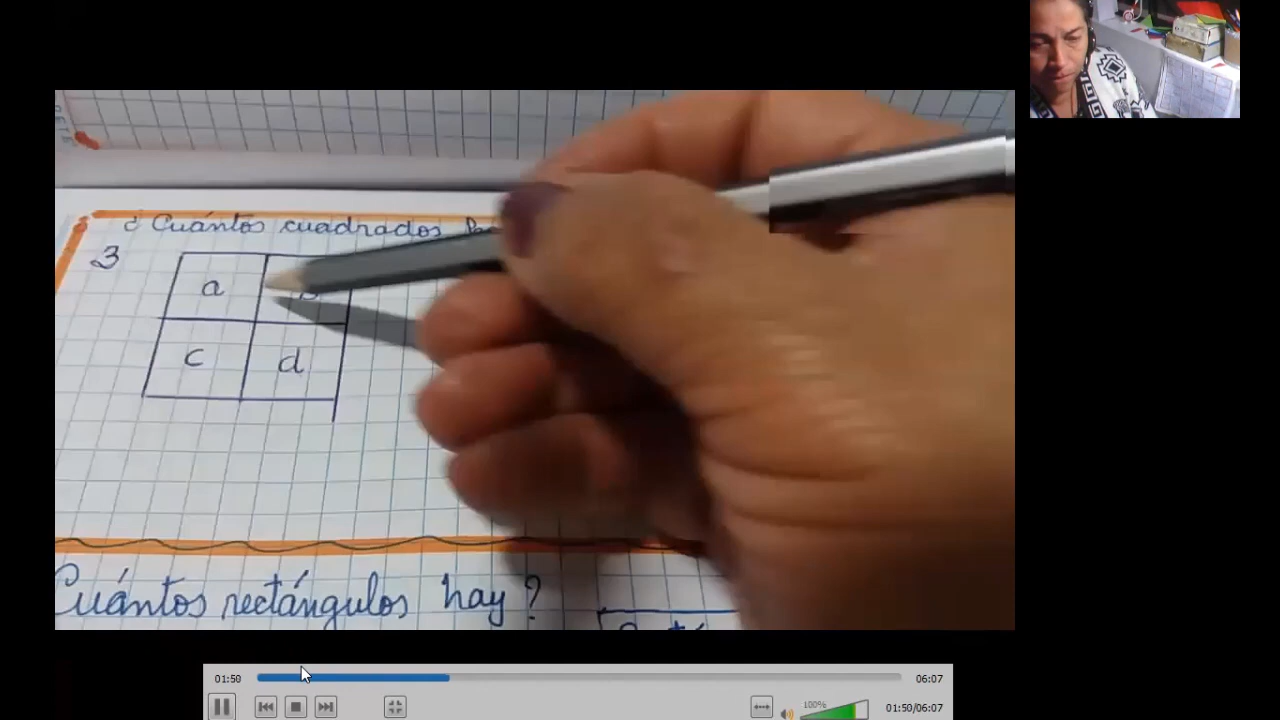 ¿ Cuántos cuadrados
3
a
c d
Cuántos rectángulos hay ?
01:50 06:07
100%
01:50/06:07